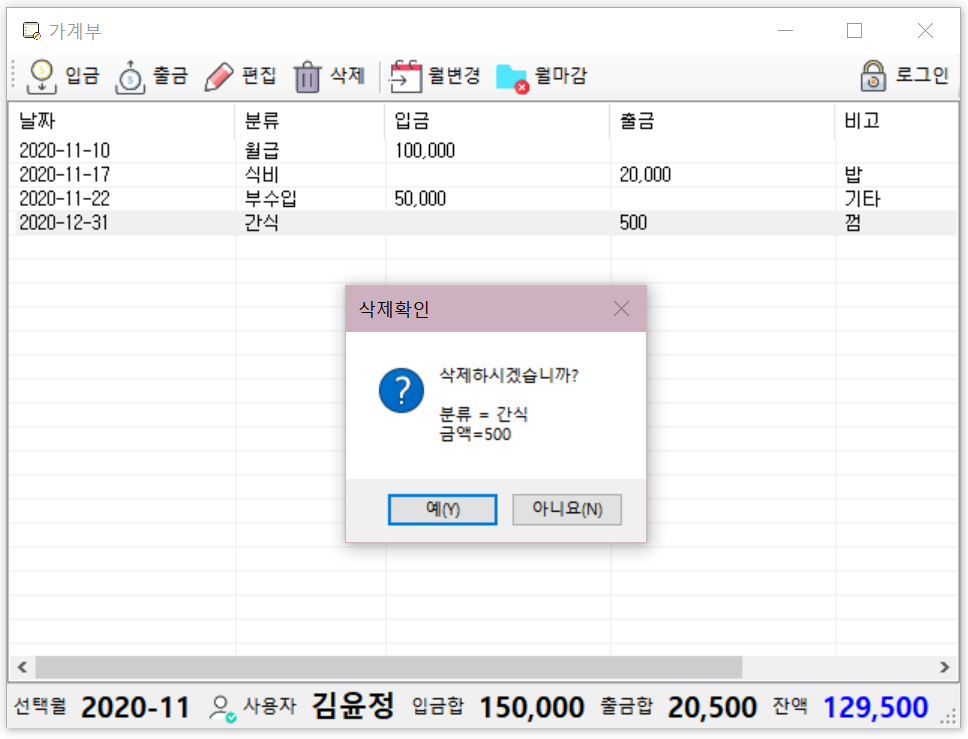 가계부
입금 출금 편집 삭제 월변경 월마감 로그인
날짜 분류 입금 출금 비고
2020-11-10 월급 100,000
2020-11-17 식비 20,000 밥
2020-11-22 부수입 50,000 기타
2020-12-31 간식 500 껌
삭제확인
삭제하시겠습니까?
분류 = 간식
금액=500
예(Y) 아니요(N)
선택월 2020-11 사용자 김윤정 입금합 150,000 출금합 20,500 잔액 129,500